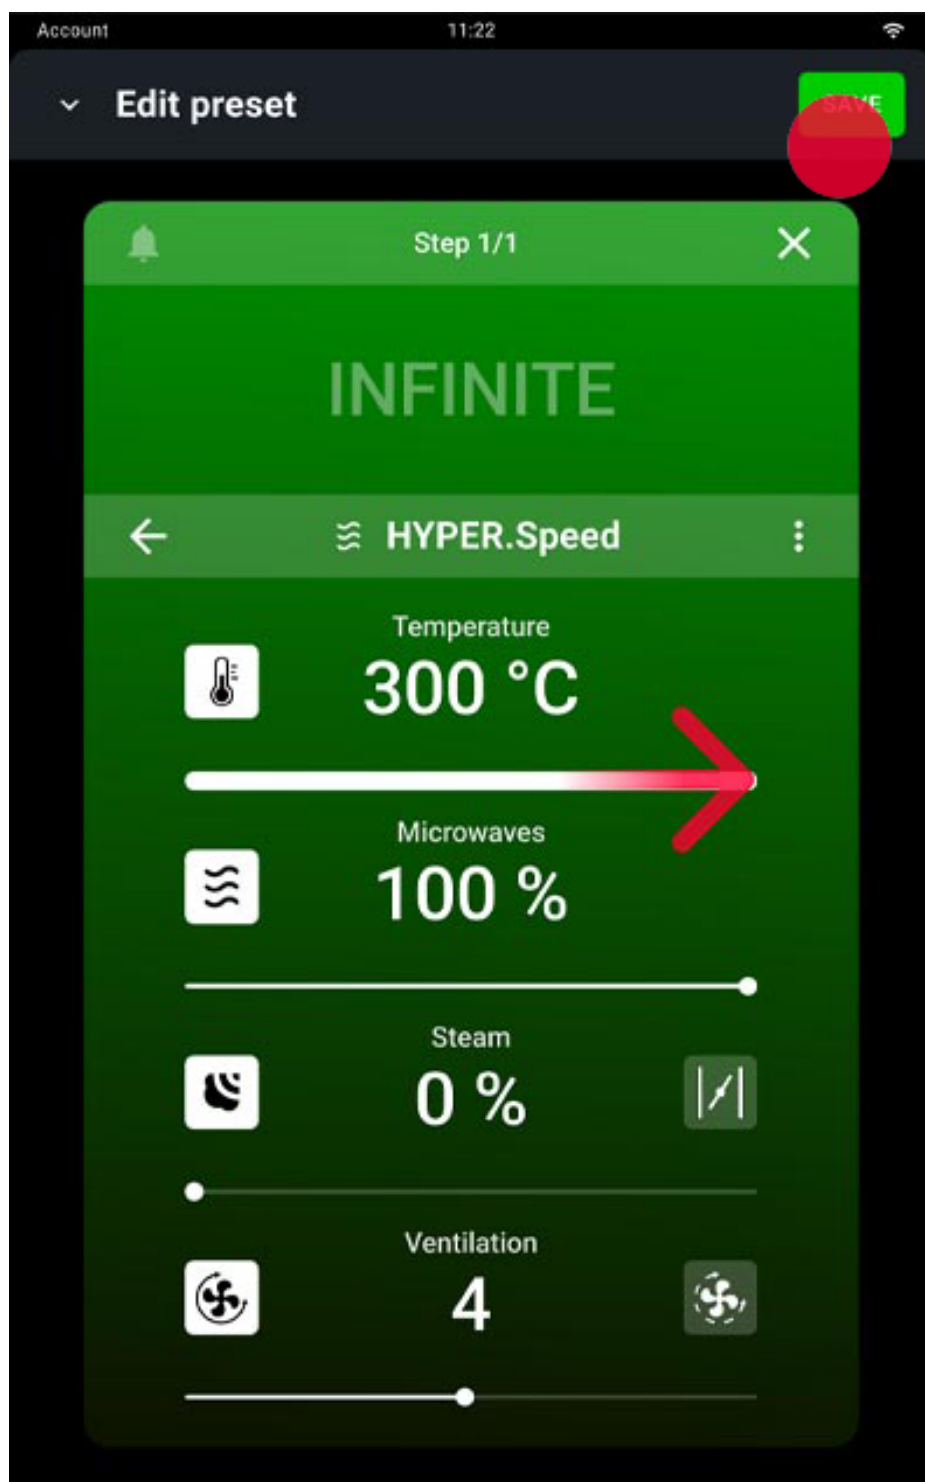 Account 11:22
Edit preset SAVE
Step 1/1
INFINITE
HYPER.Speed
Temperature
300 °C
Microwaves
100 %
Steam
0 %
Ventilation
4